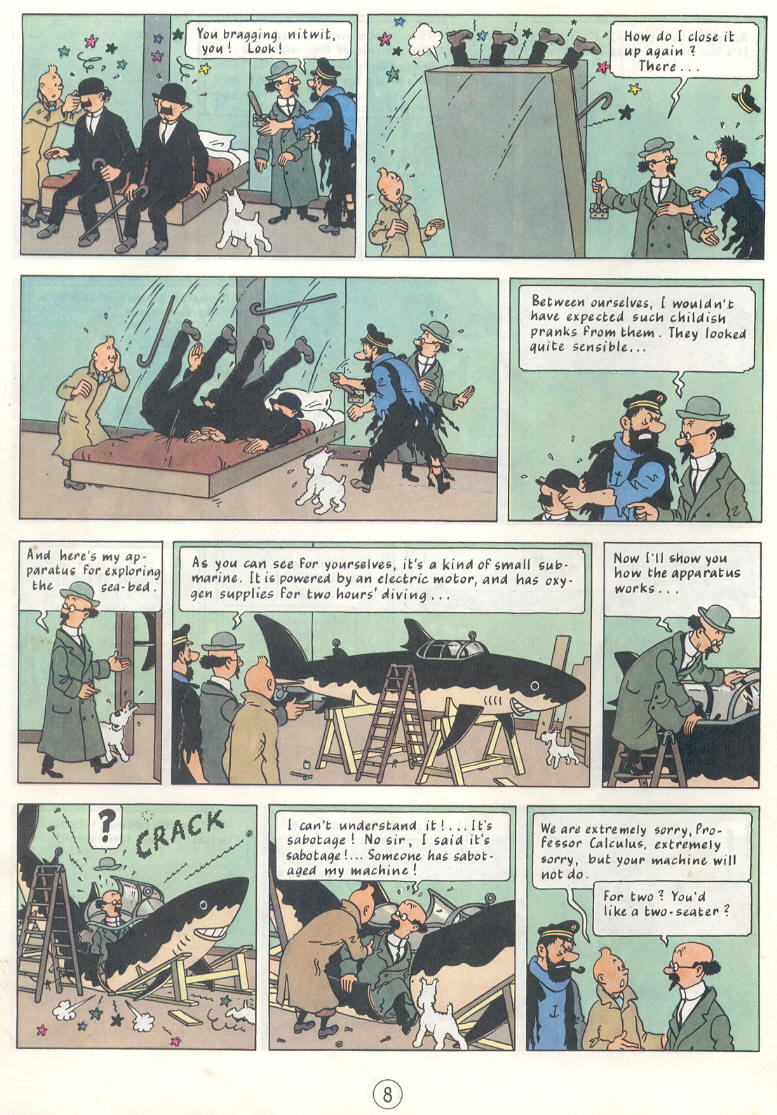 You bragging nitwit,
you! Look!
How do I close it
up again?
There...
Between ourselves, I wouldn't
have expected such childish
pranks from them. They looked
quite sensible...
And here's my ap-
paratus for exploring
the sea-bed.
As you can see for yourselves, it's a kind of small sub-
marine. It is powered by an electric motor, and has oxy-
gen supplies for two hours' diving...
Now I'll show you
how the apparatus
works...
?
CRACK
I can't understand it!...It's
sabotage! No sir, I said it's
sabotage!... Someone has sabot-
aged my machine!
We are extremely sorry, Pro-
fessor Calculus, extremely
sorry, but your machine will
not do.
For two? You'd
like a two-seater?
8